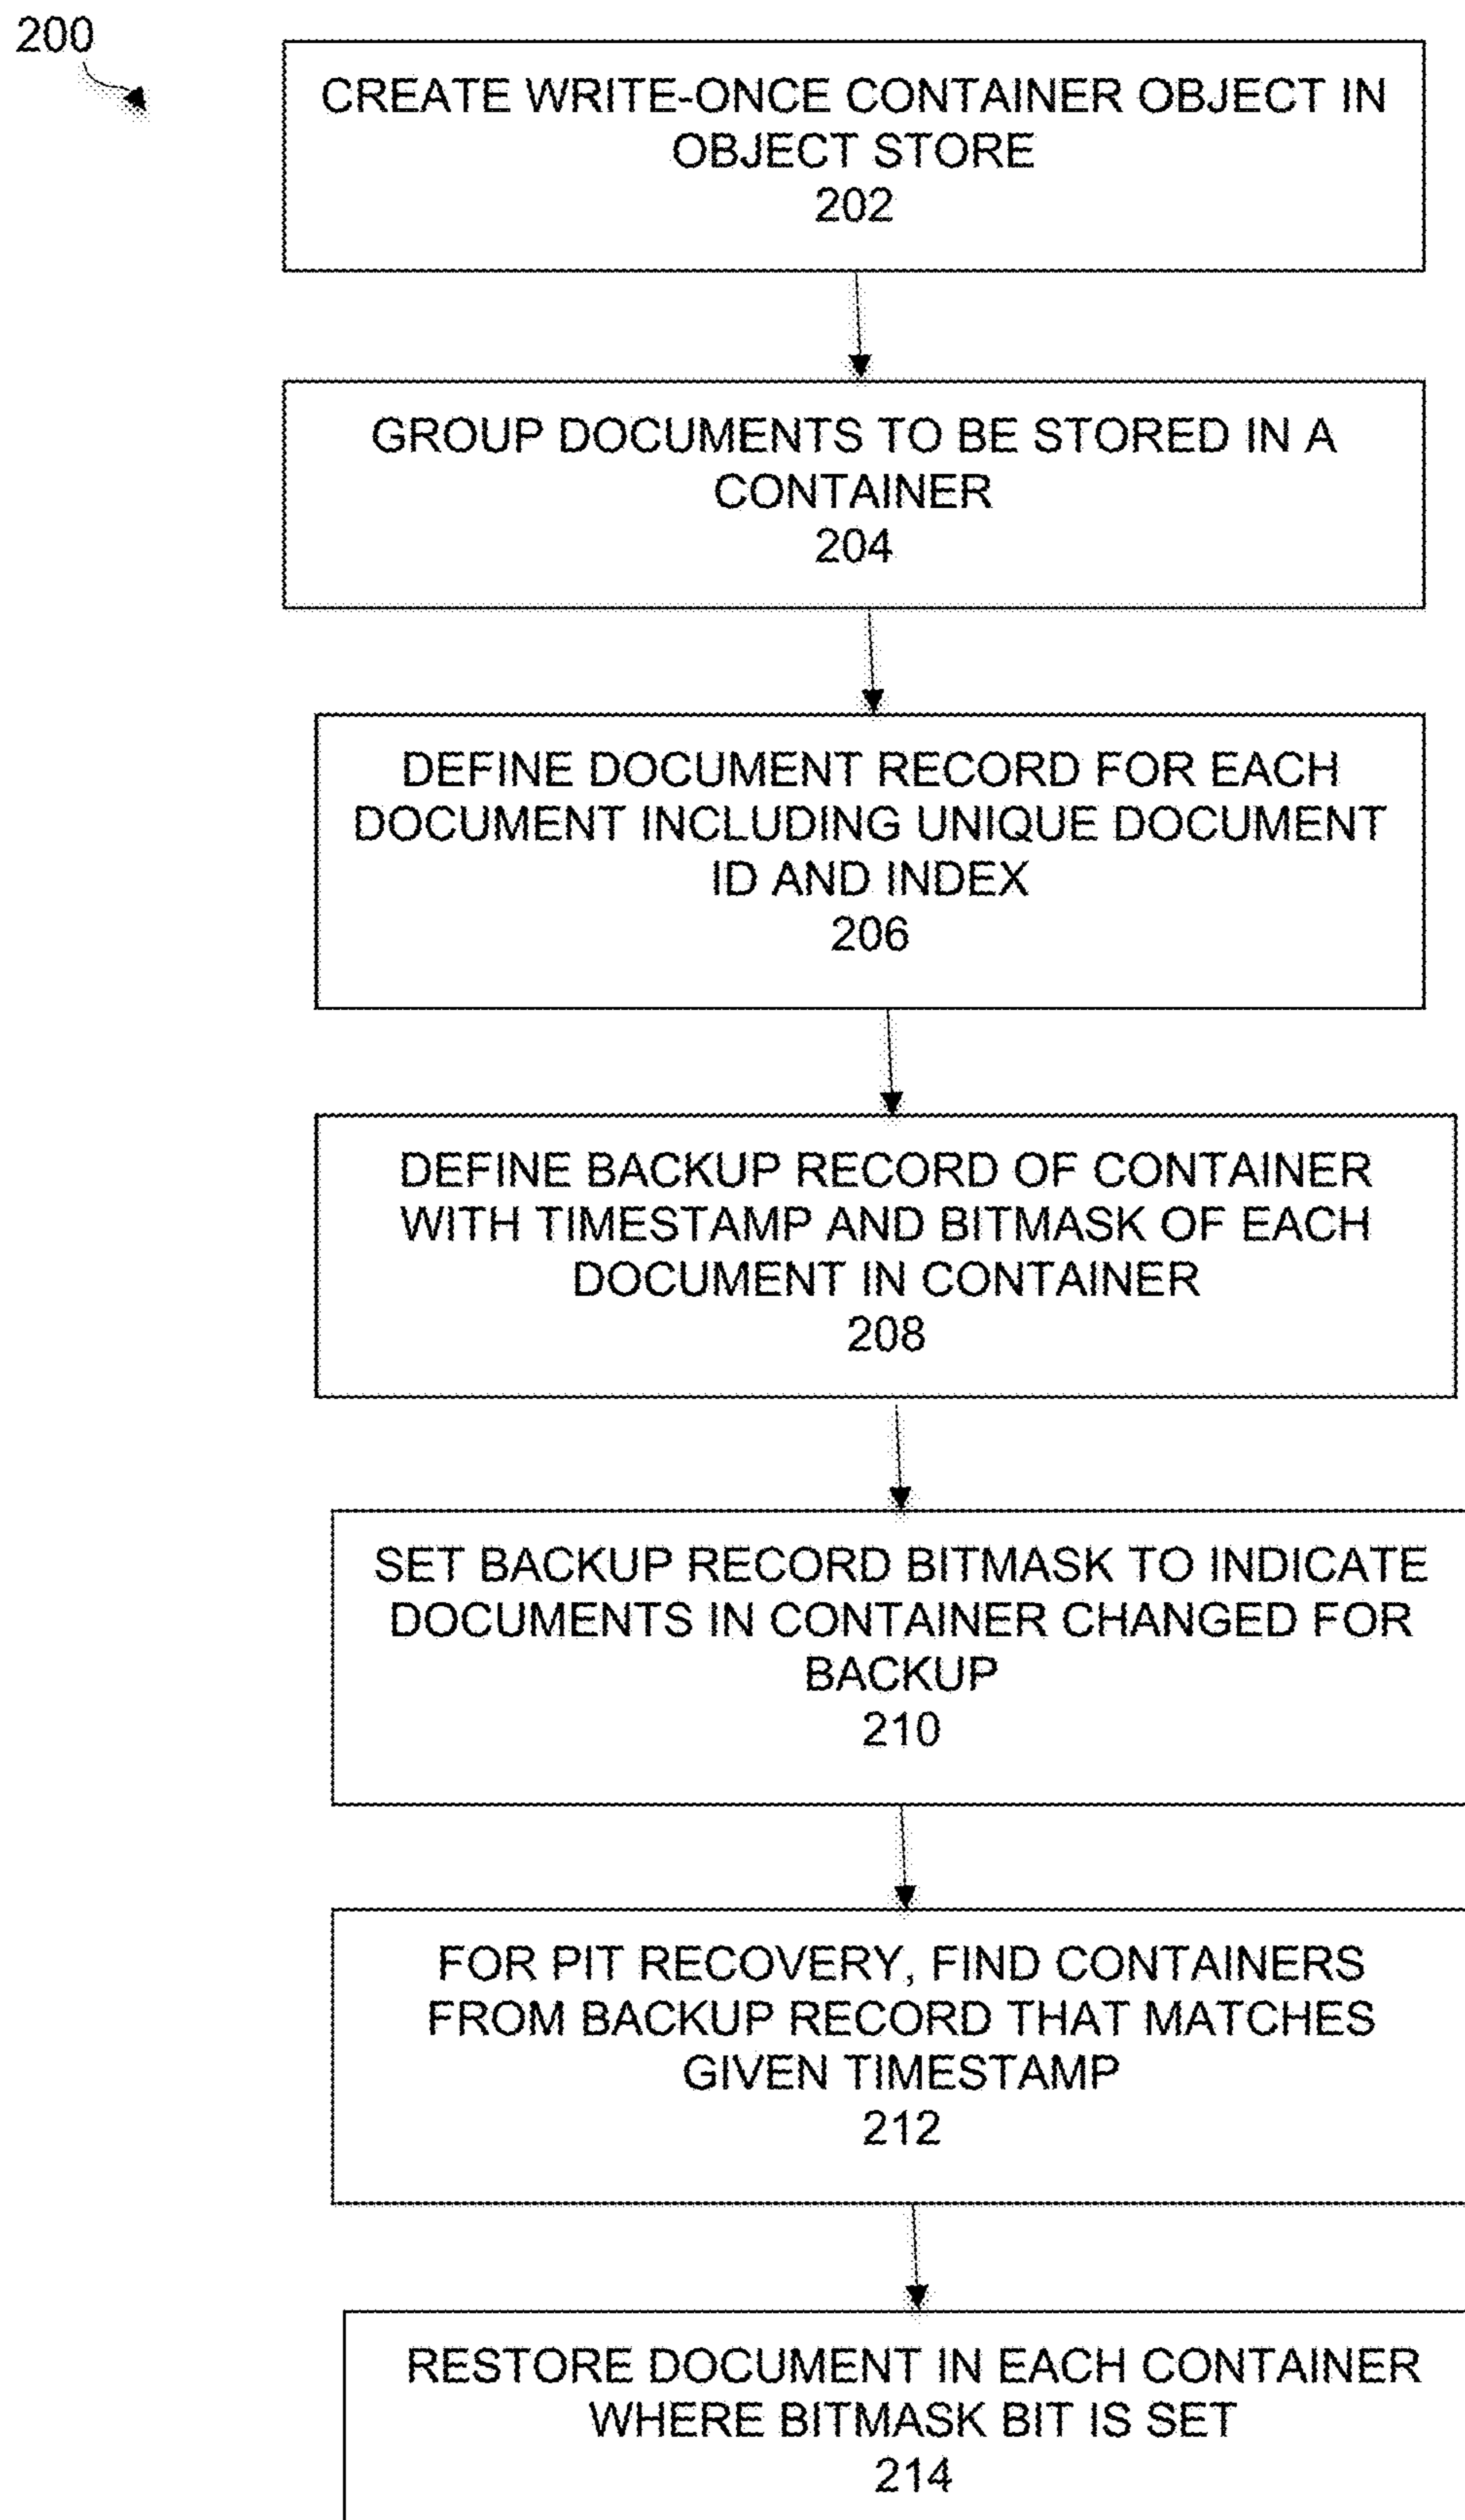 200
CREATE WRITE-ONCE CONTAINER OBJECT IN
OBJECT STORE
202
GROUP DOCUMENTS TO BE STORED IN A
CONTAINER
204
DEFINE DOCUMENT RECORD FOR EACH
DOCUMENT INCLUDING UNIQUE DOCUMENT
ID AND INDEX
206
DEFINE BACKUP RECORD OF CONTAINER
WITH TIMESTAMP AND BITMASK OF EACH
DOCUMENT IN CONTAINER
208
SET BACKUP RECORD BITMASK TO INDICATE
DOCUMENTS IN CONTAINER CHANGED FOR
BACKUP
210
FOR PIT RECOVERY, FIND CONTAINERS
FROM BACKUP RECORD THAT MATCHES
GIVEN TIMESTAMP
212
RESTORE DOCUMENT IN EACH CONTAINER
WHERE BITMASK BIT IS SET
214